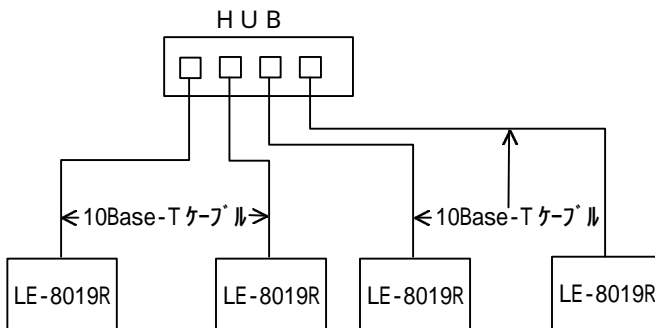 ＨＵＢ
10Base-Tｹｰﾌﾞﾙ 10Base-Tｹｰﾌﾞﾙ
LE-8019R LE-8019R LE-8019R LE-8019R